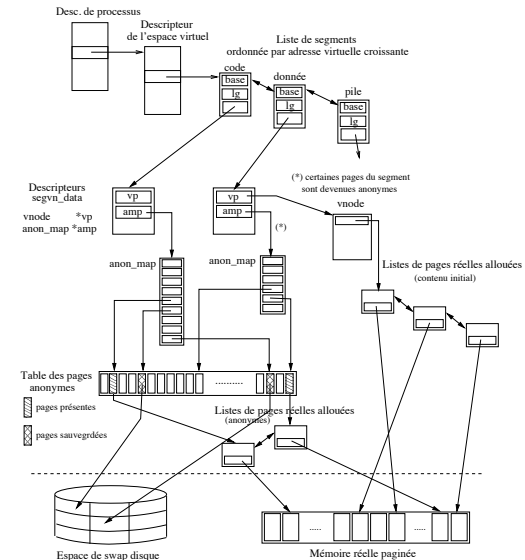 Desc. de processus
Descripteur
de l'espace virtuel
Liste de segments
ordonnée par adresse virtuelle croissante
code
donnée
pile
base
lg
base
lg
base
lg
(*) certaines pages du segment
sont devenues anonymes
Descripteurs
segvn_data
vnode *vp
anon_map *amp
vp
amp
vp
amp
(*)
vnode
anon_map
anon_map
Listes de pages réelles allouées
(contenu initial)
Table des pages
anonymes
..........
pages présentes
pages sauvegrdées
Listes de pages réelles allouées
(anonymes)
.....
.....
Espace de swap disque
Mémoire réelle paginée